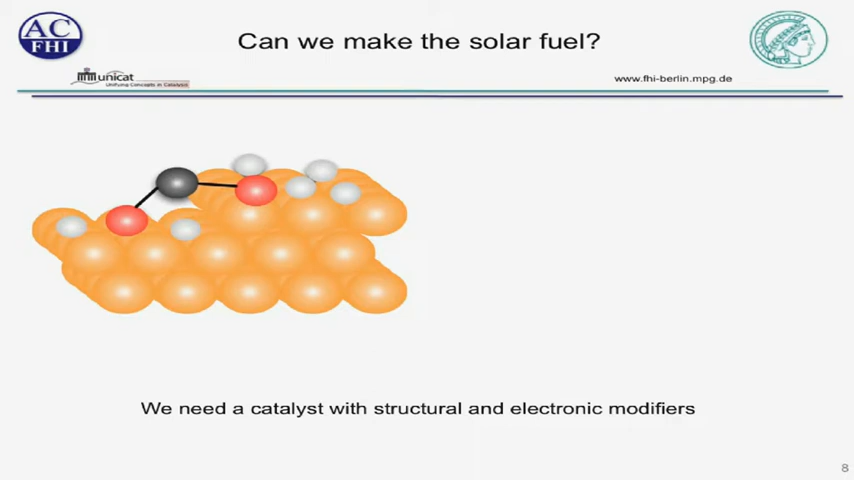 AC
FHI
Can we make the solar fuel?
unicat
Unifying Concepts in Catalysis
www.fhi-berlin.mpg.de
We need a catalyst with structural and electronic modifiers
8